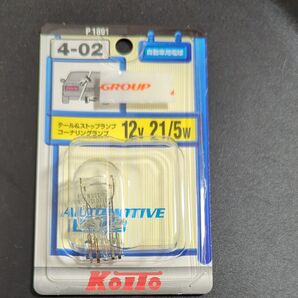 P1891
4-02
自動車用電球
GROUP
テール&ストップランプ
コーナリングランプ
12V 21/5W
AUTOMOTIVE
KOITO